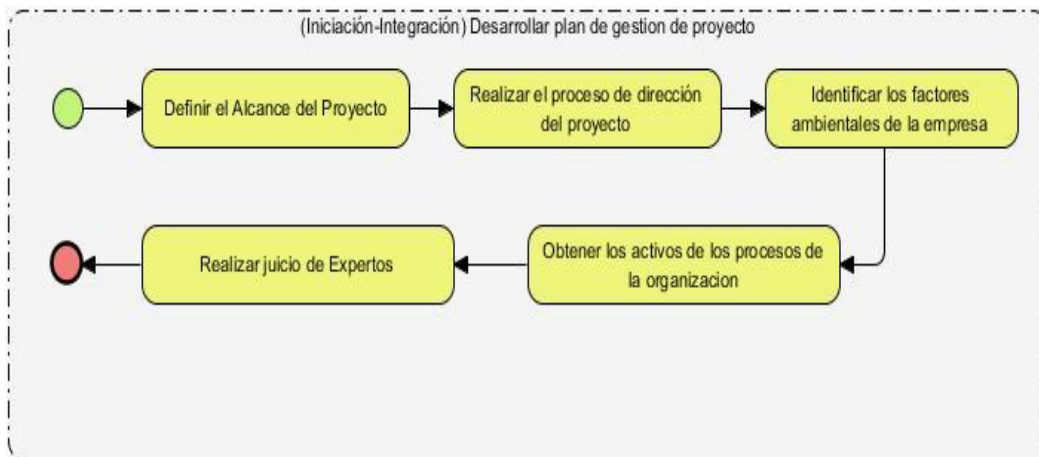 (Iniciación-Integración) Desarrollar plan de gestion de proyecto
Definir el Alcance del Proyecto
Realizar el proceso de dirección
del proyecto
Identificar los factores
ambientales de la empresa
Obtener los activos de los procesos de
la organizacion
Realizar juicio de Expertos